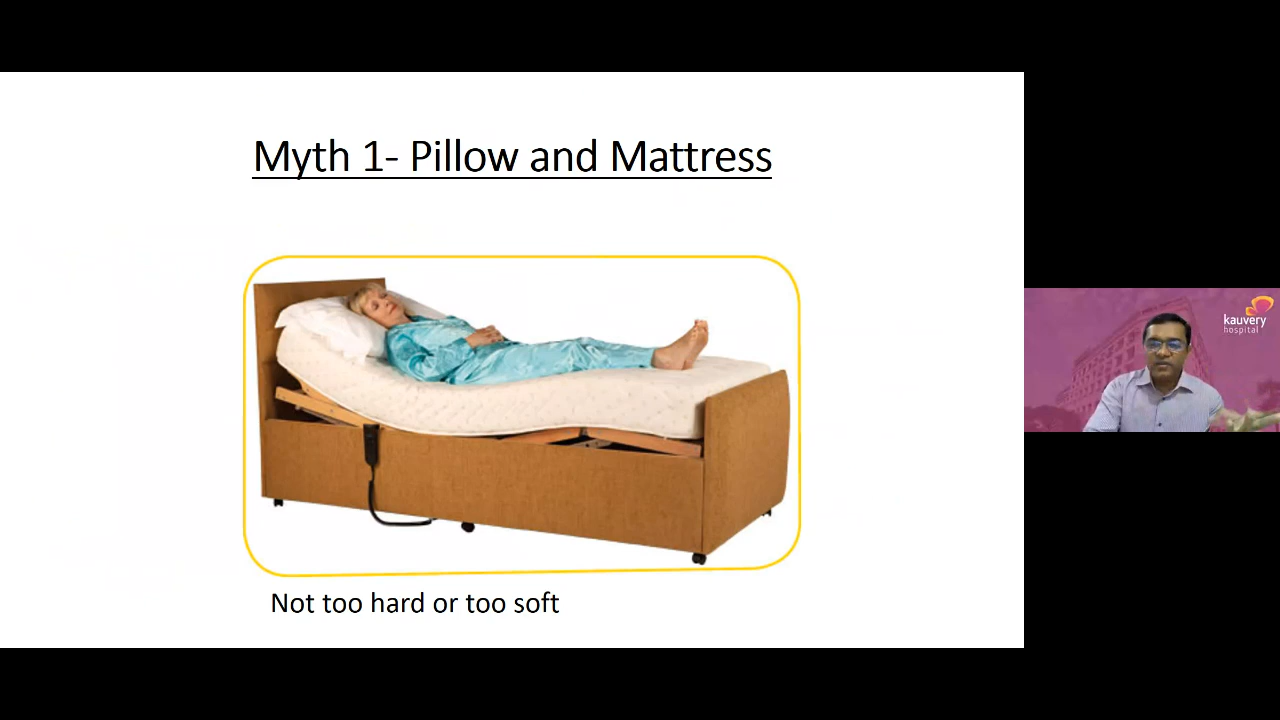 Myth 1- Pillow and Mattress
kauvery
hospital
Not too hard or too soft